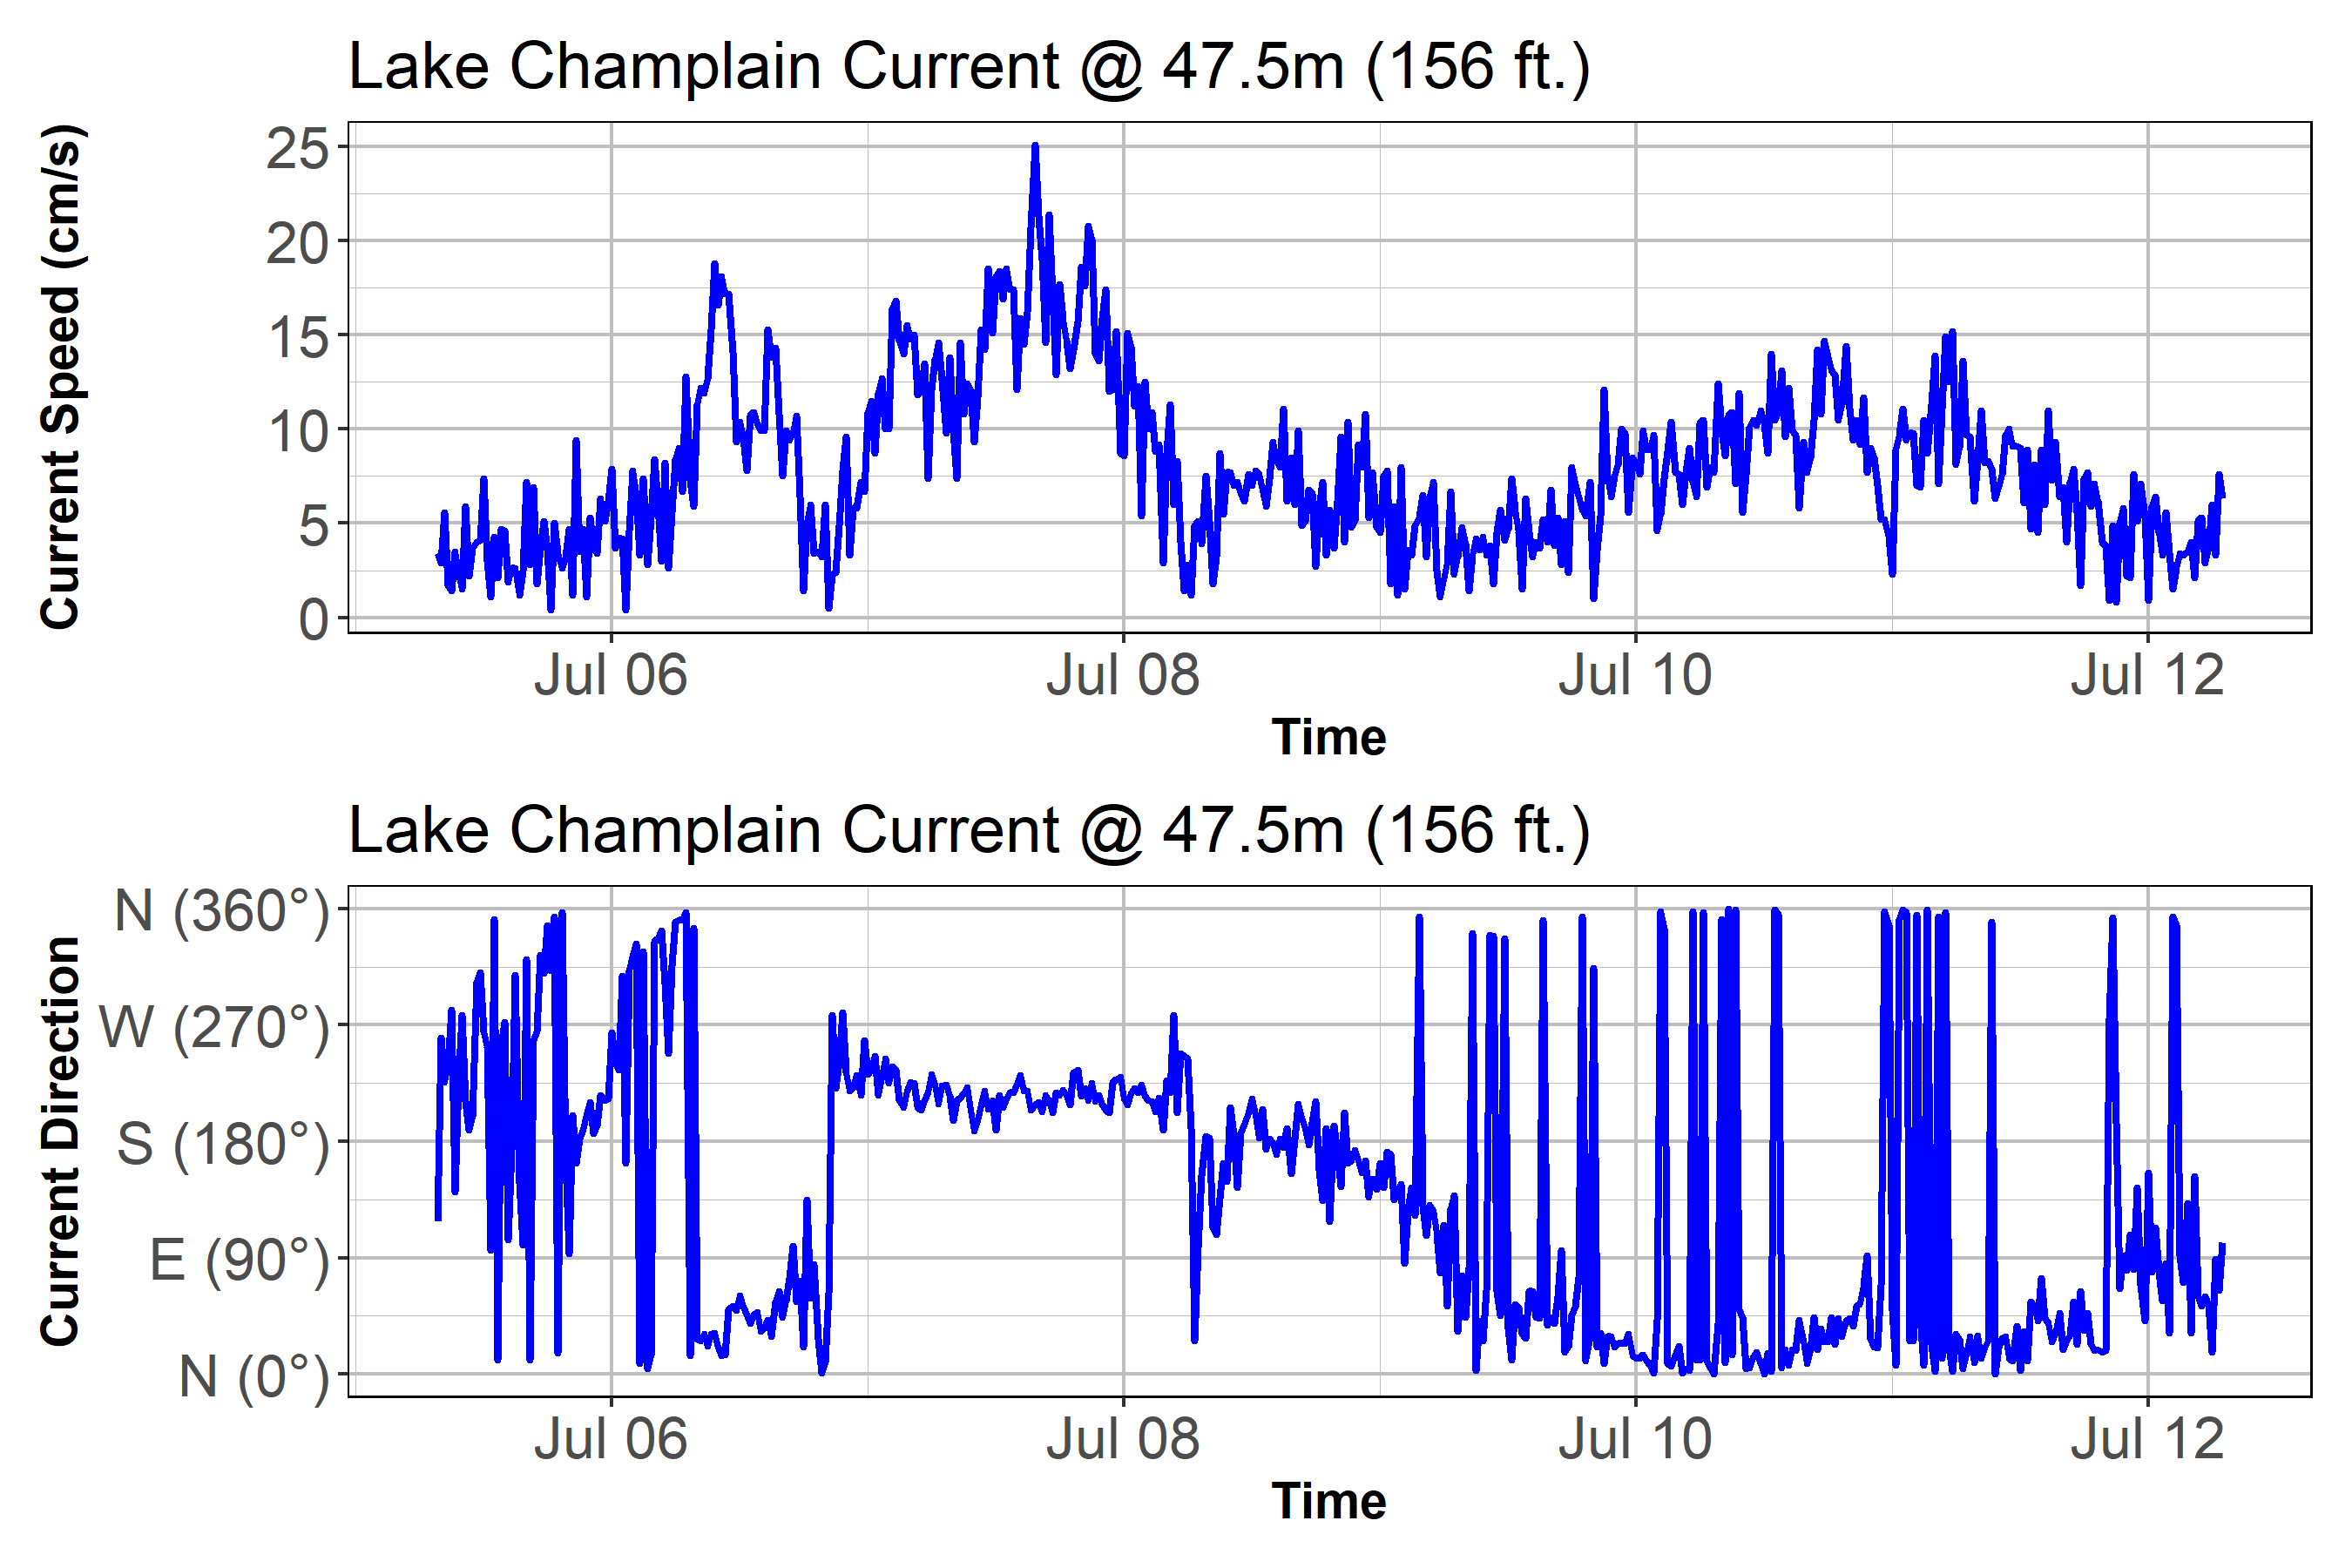 Lake Champlain Current @ 47.5m (156 ft.)
Current Speed (cm/s)
25
20
15
10
5
0
Jul 06 Jul 08 Jul 10 Jul 12
Time
Lake Champlain Current @ 47.5m (156 ft.)
Current Direction
N (360°)
W (270°)
S (180°)
E (90°)
N (0°)
Jul 06 Jul 08 Jul 10 Jul 12
Time